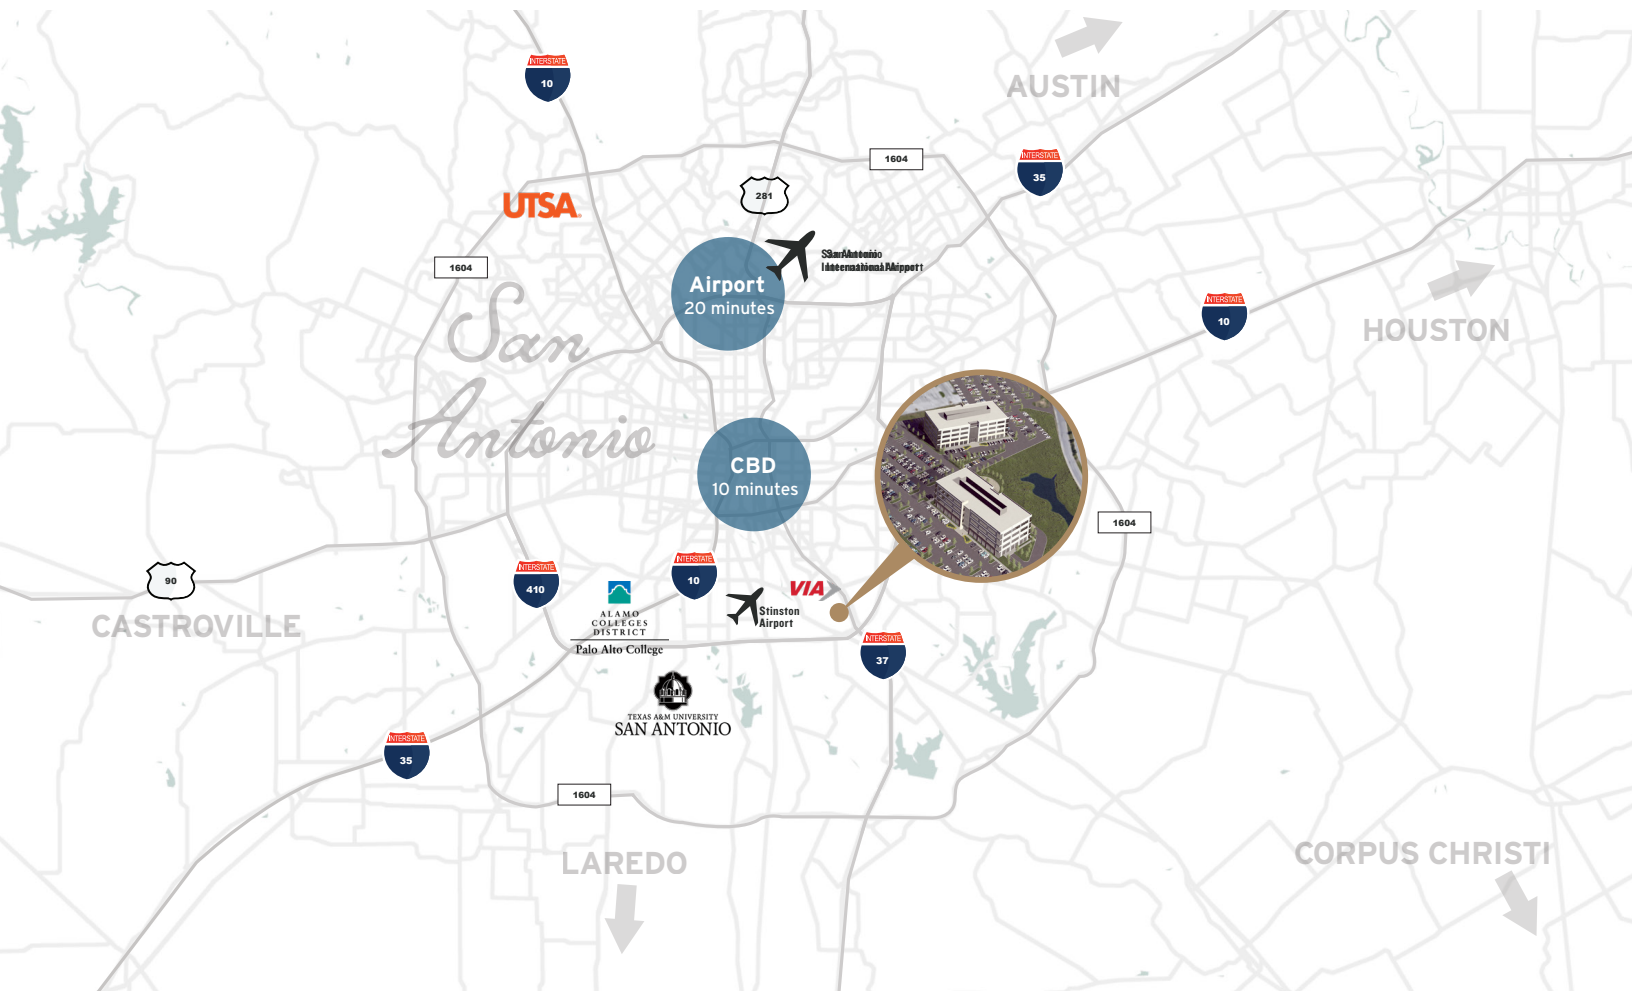 INTERSTATE
10
AUSTIN
1604
INTERSTATE
35
281
UTSA
San Antonio
International Airport
1604
Airport
20 minutes
San
Antonio
INTERSTATE
10
HOUSTON
CBD
10 minutes
1604
90
CASTROVILLE
INTERSTATE
410
INTERSTATE
10
VIA
ALAMO
COLLEGES
DISTRICT
Palo Alto College
Stinston
Airport
INTERSTATE
37
TEXAS A&M UNIVERSITY
SAN ANTONIO
INTERSTATE
35
1604
LAREDO
CORPUS CHRISTI